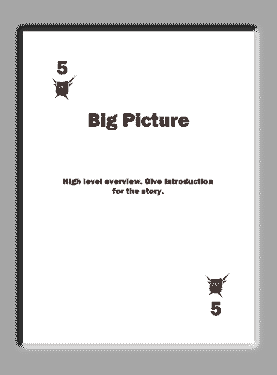 5
Big Picture
High level overview. Give introduction
for the story.
5